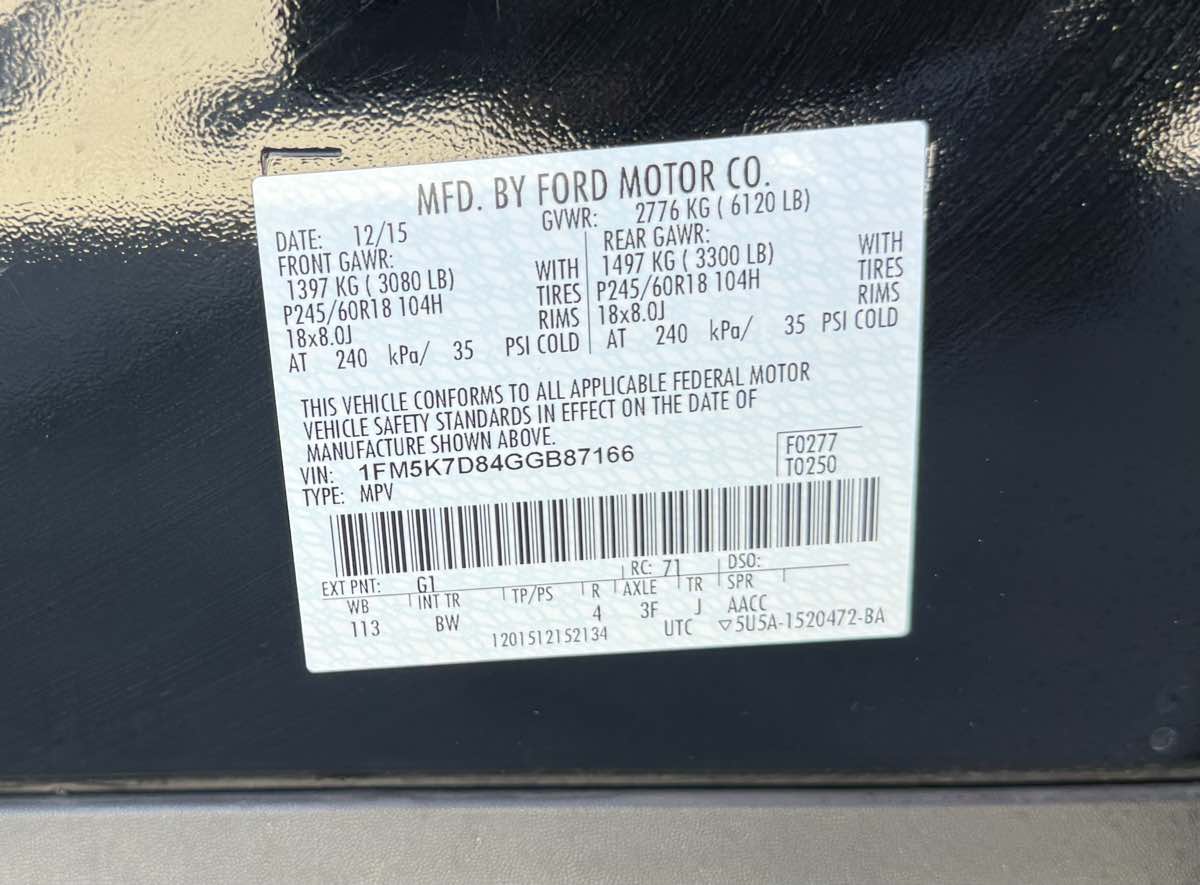 MFD. BY FORD MOTOR CO.
DATE: 12/15 GVWR: 2776 KG ( 6120 LB)
FRONT GAWR: REAR GAWR:
1397 KG ( 3080 LB) WITH 1497 KG ( 3300 LB) WITH
P245/60R18 104H TIRES P245/60R18 104H TIRES
18x8.0J RIMS 18x8.0J RIMS
AT 240 kPa/ 35 PSI COLD AT 240 kPa/ 35 PSI COLD
THIS VEHICLE CONFORMS TO ALL APPLICABLE FEDERAL MOTOR
VEHICLE SAFETY STANDARDS IN EFFECT ON THE DATE OF
MANUFACTURE SHOWN ABOVE.
VIN: 1FM5K7D84GGB87166 F0277
TYPE: MPV T0250
EXT PNT: G1 RC: 71 DSO:
WB INT TR TP/PS R AXLE TR SPR
113 BW 4 3F J AACC
1201512152134 UTC ▽5U5A-1520472-BA